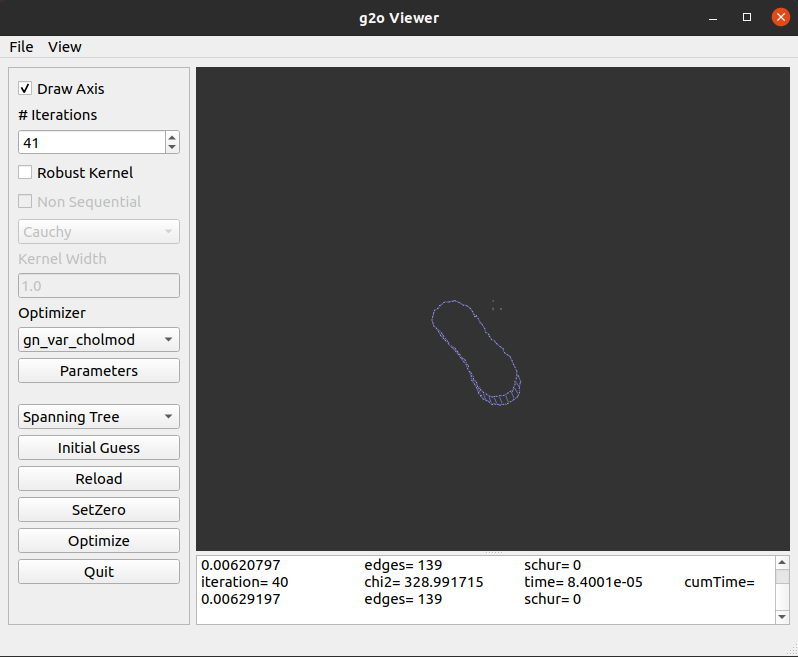 g2o Viewer
File View
Draw Axis
# Iterations
41
Robust Kernel
Non Sequential
Cauchy
Kernel Width
1.0
Optimizer
gn_var_cholmod
Parameters
Spanning Tree
Initial Guess
Reload
SetZero
Optimize
Quit
0.00620797 edges= 139 schur= 0
iteration= 40 chi2= 328.991715 time= 8.4001e-05 cumTime=
0.00629197 edges= 139 schur= 0